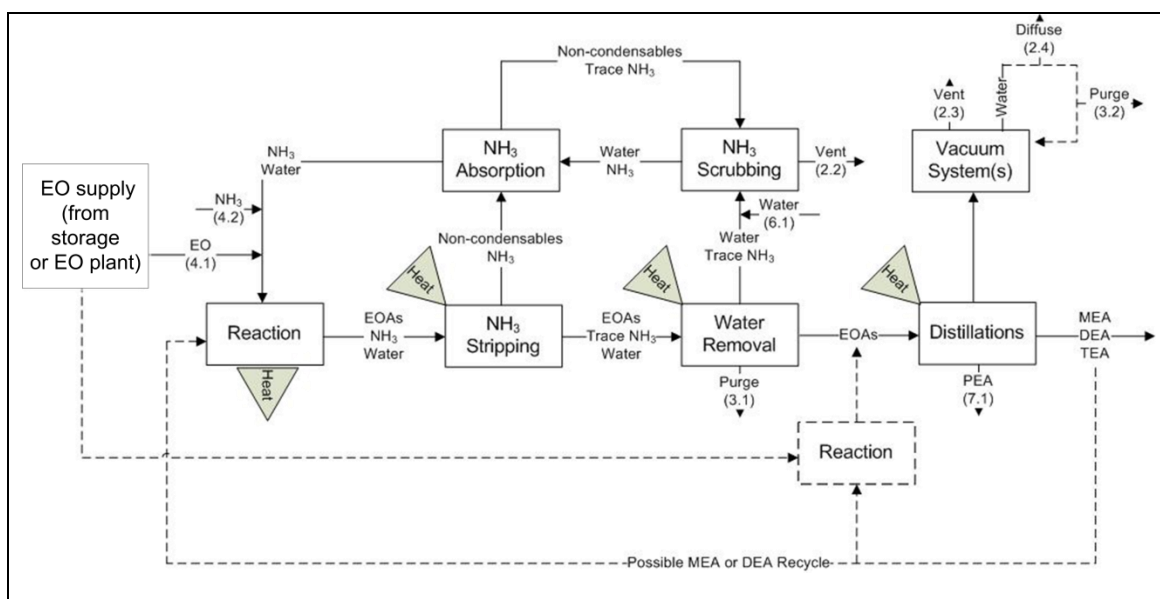 Diffuse
(2.4)
Non-condensables
Trace NH₃
Vent
(2.3)
Water
Purge
(3.2)
NH₃
Water
NH₃
Absorption
Water
NH₃
NH₃
Scrubbing
Vent
(2.2)
Vacuum
System(s)
EO supply
(from
storage
or EO plant)
NH₃
(4.2)
EO
(4.1)
Non-condensables
NH₃
Water
(6.1)
Water
Trace NH₃
Heat
Heat
Heat
Reaction
EOAs
NH₃
Water
NH₃
Stripping
EOAs
Trace NH₃
Water
Water
Removal
EOAs
Distillations
MEA
DEA
TEA
Heat
Purge
(3.1)
PEA
(7.1)
Reaction
Possible MEA or DEA Recycle